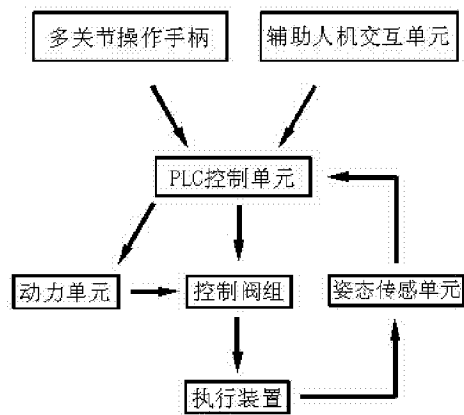 多关节操作手柄
辅助人机交互单元
PLC控制单元
动力单元
控制阀组
姿态传感单元
执行装置